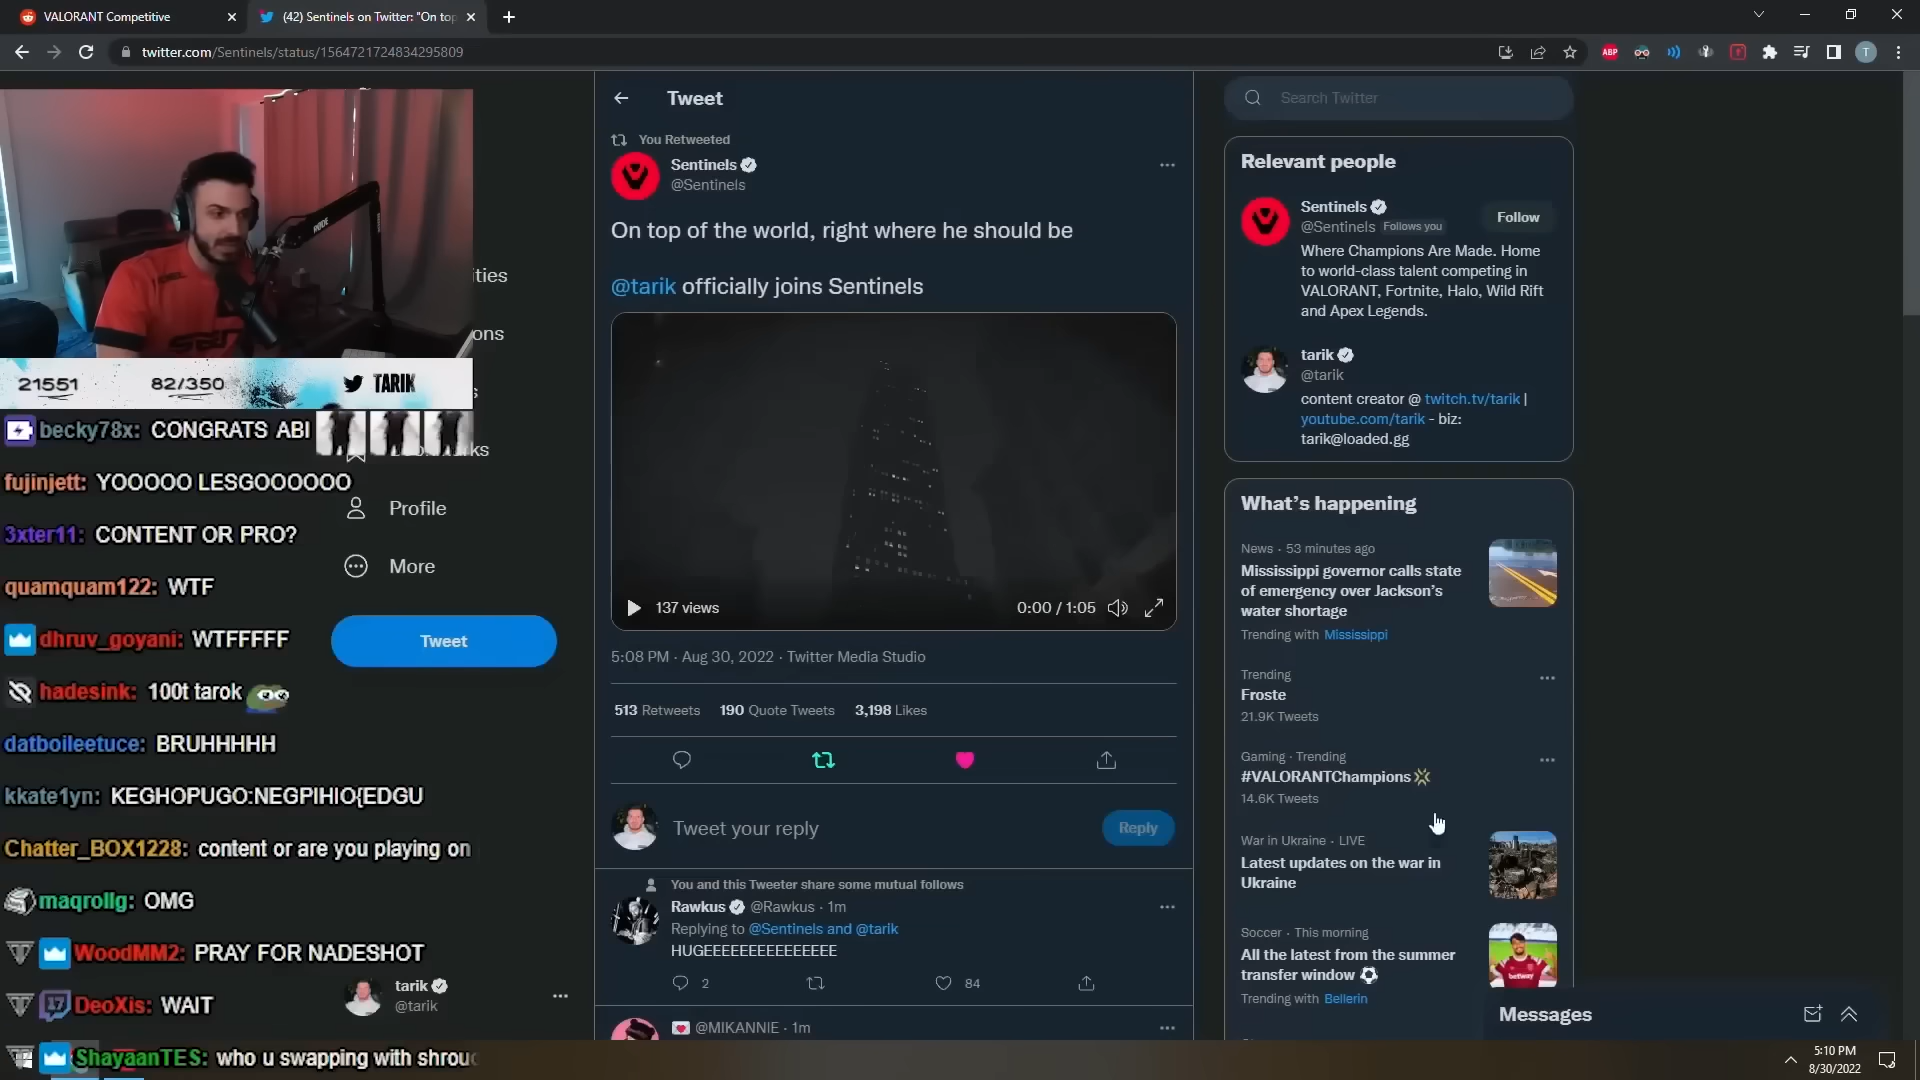 VALORANT Competitive
(42) Sentinels on Twitter: "On top
twitter.com/Sentinels/status/1564721724834295809
ABP
T
RODE
ities
ons
s
ks
21551
82/350
TARIK
becky78x: CONGRATS ABI
fujinjett: YOOOOO LESGOOOOOO
3xter11: CONTENT OR PRO?
quamquam122: WTF
dhruv_goyani: WTFFFFF
hadesink: 100t tarok
datboileetuce: BRUHHHHH
kkate1yn: KEGHOPUGO:NEGPIHIO{EDGU
Chatter_BOX1228: content or are you playing on
maqrollg: OMG
WoodMM2: PRAY FOR NADESHOT
DeoXis: WAIT
ShayaanTES: who u swapping with shrouc
Profile
More
Tweet
tarik
@tarik
Tweet
You Retweeted
Sentinels
@Sentinels
On top of the world, right where he should be
@tarik officially joins Sentinels
137 views
0:00 / 1:05
5:08 PM · Aug 30, 2022 · Twitter Media Studio
513 Retweets 190 Quote Tweets 3,198 Likes
Tweet your reply
Reply
You and this Tweeter share some mutual follows
Rawkus @Rawkus · 1m
Replying to @Sentinels and @tarik
HUGEEEEEEEEEEEEEEE
2
84
@MIKANNIE · 1m
Search Twitter
Relevant people
Sentinels
@Sentinels Follows you
Follow
Where Champions Are Made. Home
to world-class talent competing in
VALORANT, Fortnite, Halo, Wild Rift
and Apex Legends.
tarik
@tarik
content creator @ twitch.tv/tarik |
youtube.com/tarik - biz:
tarik@loaded.gg
What's happening
News · 53 minutes ago
Mississippi governor calls state
of emergency over Jackson's
water shortage
Trending with Mississippi
Trending
Froste
21.9K Tweets
Gaming · Trending
#VALORANTChampions
14.6K Tweets
War in Ukraine · LIVE
Latest updates on the war in
Ukraine
Soccer · This morning
All the latest from the summer
transfer window
Trending with Bellerin
betway
Messages
5:10 PM
8/30/2022